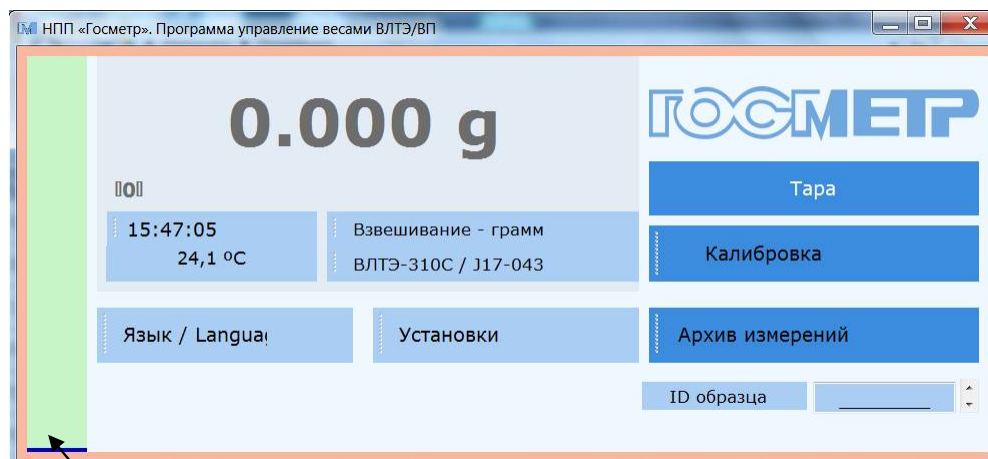 НПП «Госметр». Программа управление весами ВЛТЭ/ВП
0.000 g
ГОСМЕТР
Тара
15:47:05
24,1 ºC
Взвешивание - грамм
ВЛТЭ-310С / J17-043
Калибровка
Язык / Langua
Установки
Архив измерений
ID образца